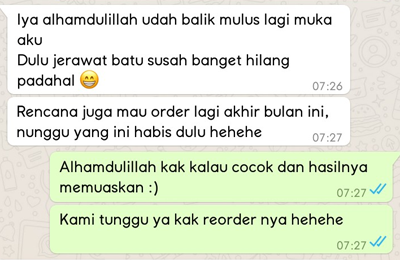 Iya alhamdulillah udah balik mulus lagi muka
aku
Dulu jerawat batu susah banget hilang
padahal 😁
07:26
Rencana juga mau order lagi akhir bulan ini,
nunggu yang ini habis dulu hehehe
07:27
Alhamdulillah kak kalau cocok dan hasilnya
memuaskan :)
07:27
Kami tunggu ya kak reorder nya hehehe
07:27